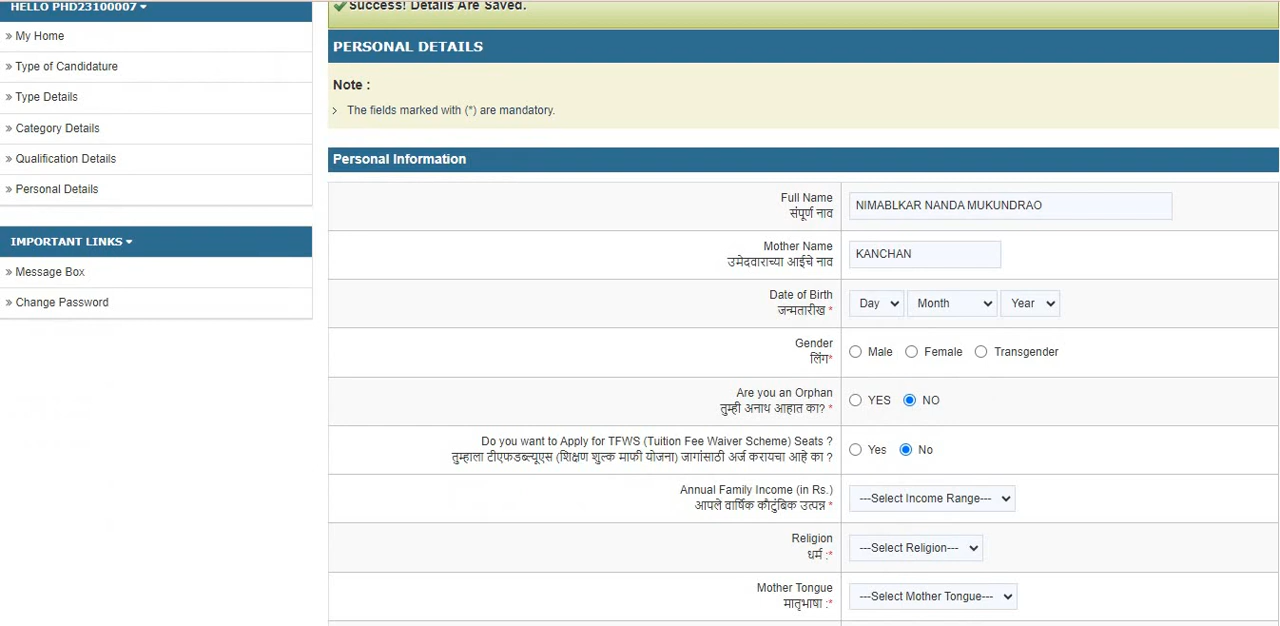 HELLO PHD23100007
» My Home
» Type of Candidature
» Type Details
» Category Details
» Qualification Details
» Personal Details
IMPORTANT LINKS
» Message Box
» Change Password
Success! Details Are Saved.
PERSONAL DETAILS
Note :
> The fields marked with (*) are mandatory.
Personal Information
Full Name
संपूर्ण नाव
NIMABLKAR NANDA MUKUNDRAO
Mother Name
उमेदवाराच्या आईचे नाव
KANCHAN
Date of Birth
जन्मतारीख *
Day Month Year
Gender
लिंग*
Male Female Transgender
Are you an Orphan
तुम्ही अनाथ आहात का? *
YES NO
Do you want to Apply for TFWS (Tuition Fee Waiver Scheme) Seats ?
तुम्हाला टीएफडब्ल्यूएस (शिक्षण शुल्क माफी योजना) जागांसाठी अर्ज करायचा आहे का ?
Yes No
Annual Family Income (in Rs.)
आपले वार्षिक कौटुंबिक उत्पन्न *
---Select Income Range---
Religion
धर्म :*
---Select Religion---
Mother Tongue
मातृभाषा :*
---Select Mother Tongue---